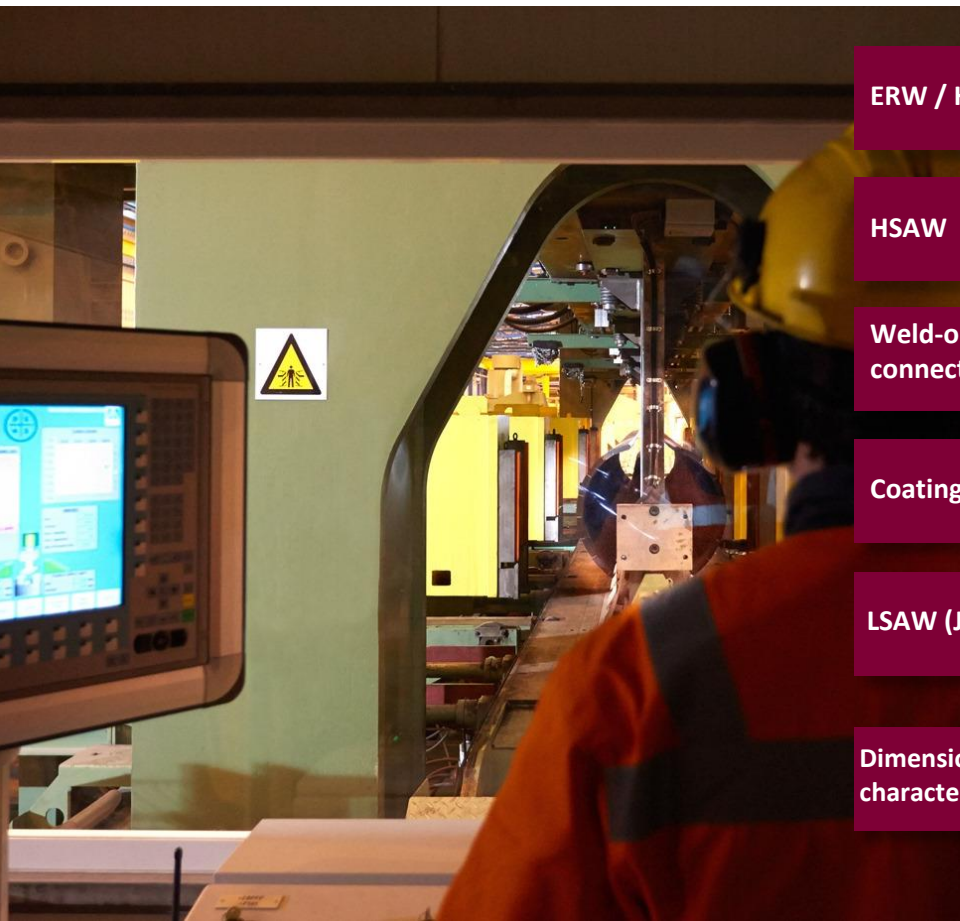 ERW / H
HSAW
Weld-o
connect
Coating
LSAW (J
Dimensio
characte